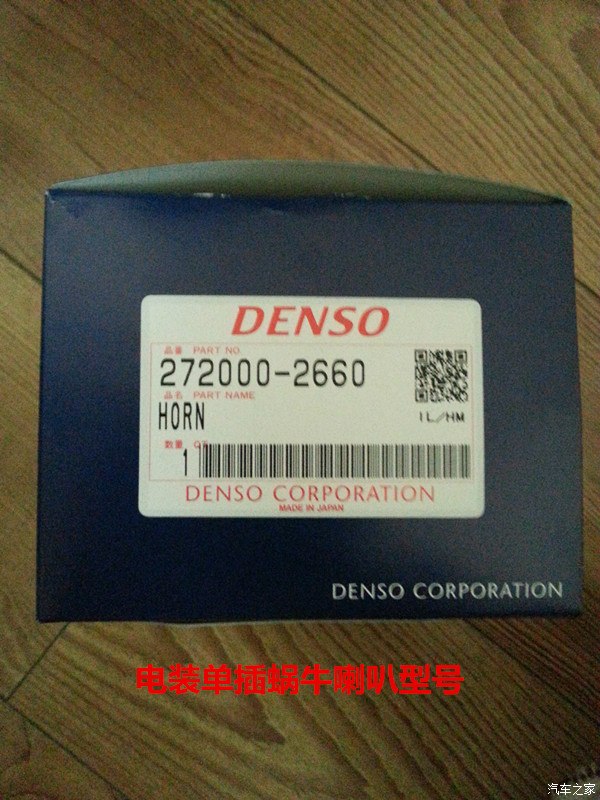 DENSO
品番 PART NO.
272000-2660
品名 PART NAME
HORN
1L/HM
数量
1
DENSO CORPORATION
MADE IN JAPAN
DENSO CORPORATION
电装单插蜗牛喇叭型号
汽车之家